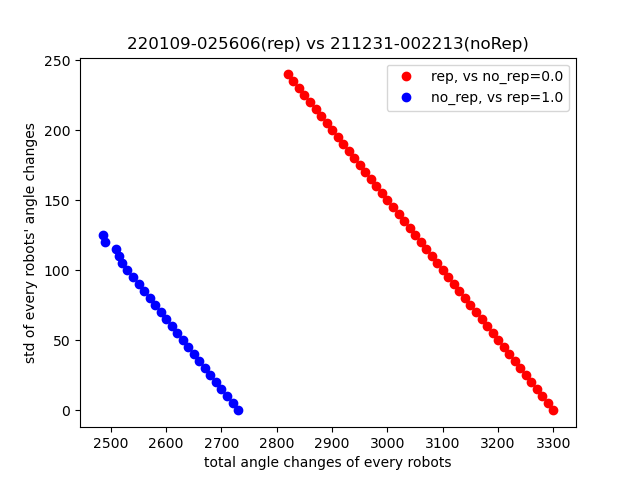 220109-025606(rep) vs 211231-002213(noRep)
rep, vs no_rep=0.0
no_rep, vs rep=1.0
250
200
150
100
50
0
std of every robots' angle changes
2500 2600 2700 2800 2900 3000 3100 3200 3300
total angle changes of every robots